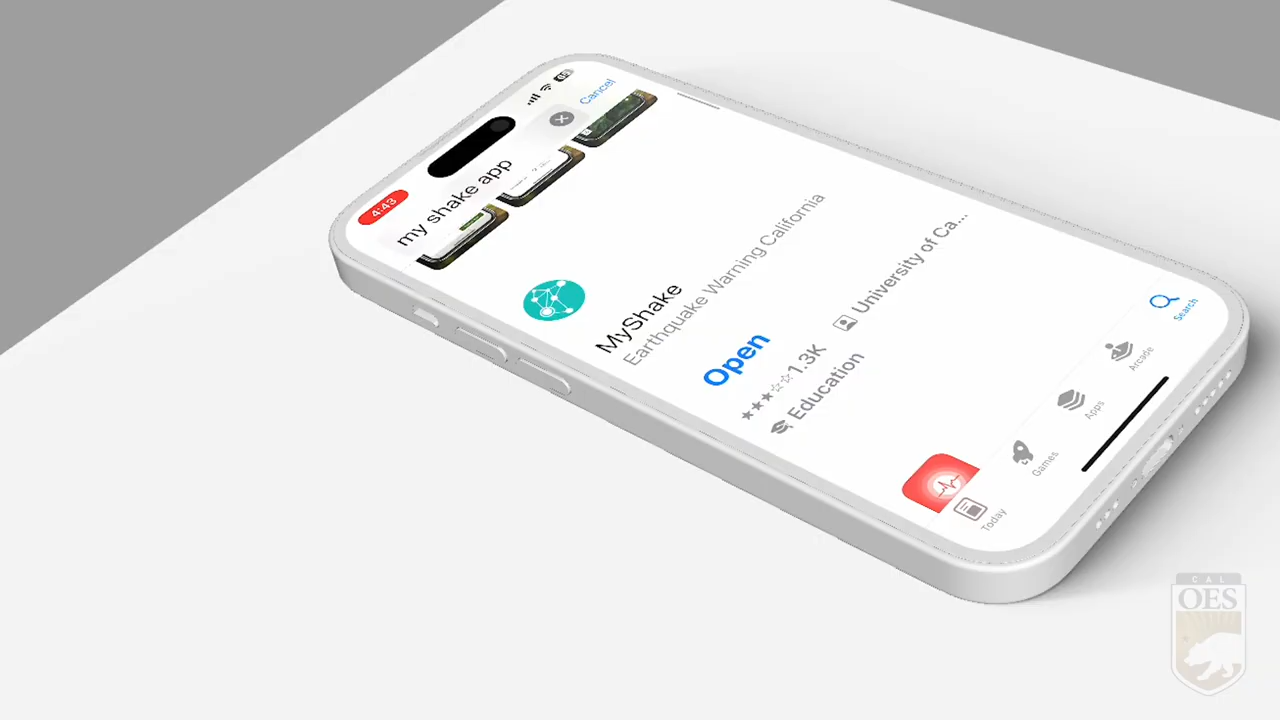 4:43
my shake app
Cancel
MyShake
Earthquake Warning California
Open
1.3K
University of Ca...
Education
Today
Games
Apps
Arcade
Search
CAL
OES